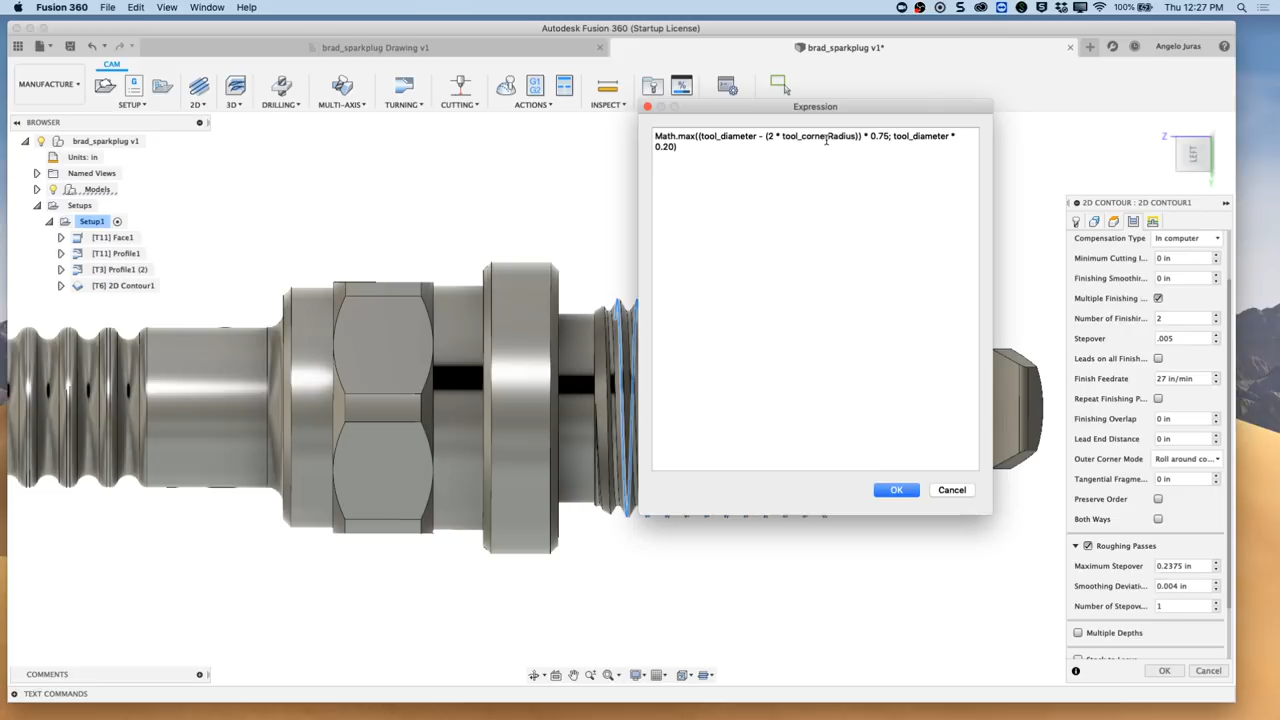 Fusion 360 File Edit View Window Help 100% Thu 12:27 PM
Autodesk Fusion 360 (Startup License)
brad_sparkplug Drawing v1 brad_sparkplug v1* Angelo Juras
CAM
MANUFACTURE
SETUP 2D 3D DRILLING MULTI-AXIS TURNING CUTTING ACTIONS INSPECT
Expression
BROWSER
Math.max((tool_diameter - (2 * tool_cornerRadius)) * 0.75; tool_diameter *
0.20)
brad_sparkplug v1
Units: in
Named Views
Models
Setups
Setup1
[T11] Face1
[T11] Profile1
[T3] Profile1 (2)
[T6] 2D Contour1
Z
LEFT
Y
2D CONTOUR : 2D CONTOUR1
Compensation Type In computer
Minimum Cutting 0 in
Finishing Smoothin... 0 in
Multiple Finishing ...
Number of Finishin... 2
Stepover .005
Leads on all Finish...
Finish Feedrate 27 in/min
Repeat Finishing P...
Finishing Overlap 0 in
Lead End Distance 0 in
Outer Corner Mode Roll around co...
Tangential Fragme... 0 in
Preserve Order
Both Ways
Roughing Passes
Maximum Stepover 0.2375 in
Smoothing Deviati... 0.004 in
Number of Stepov... 1
Multiple Depths
OK Cancel
OK Cancel
COMMENTS
TEXT COMMANDS